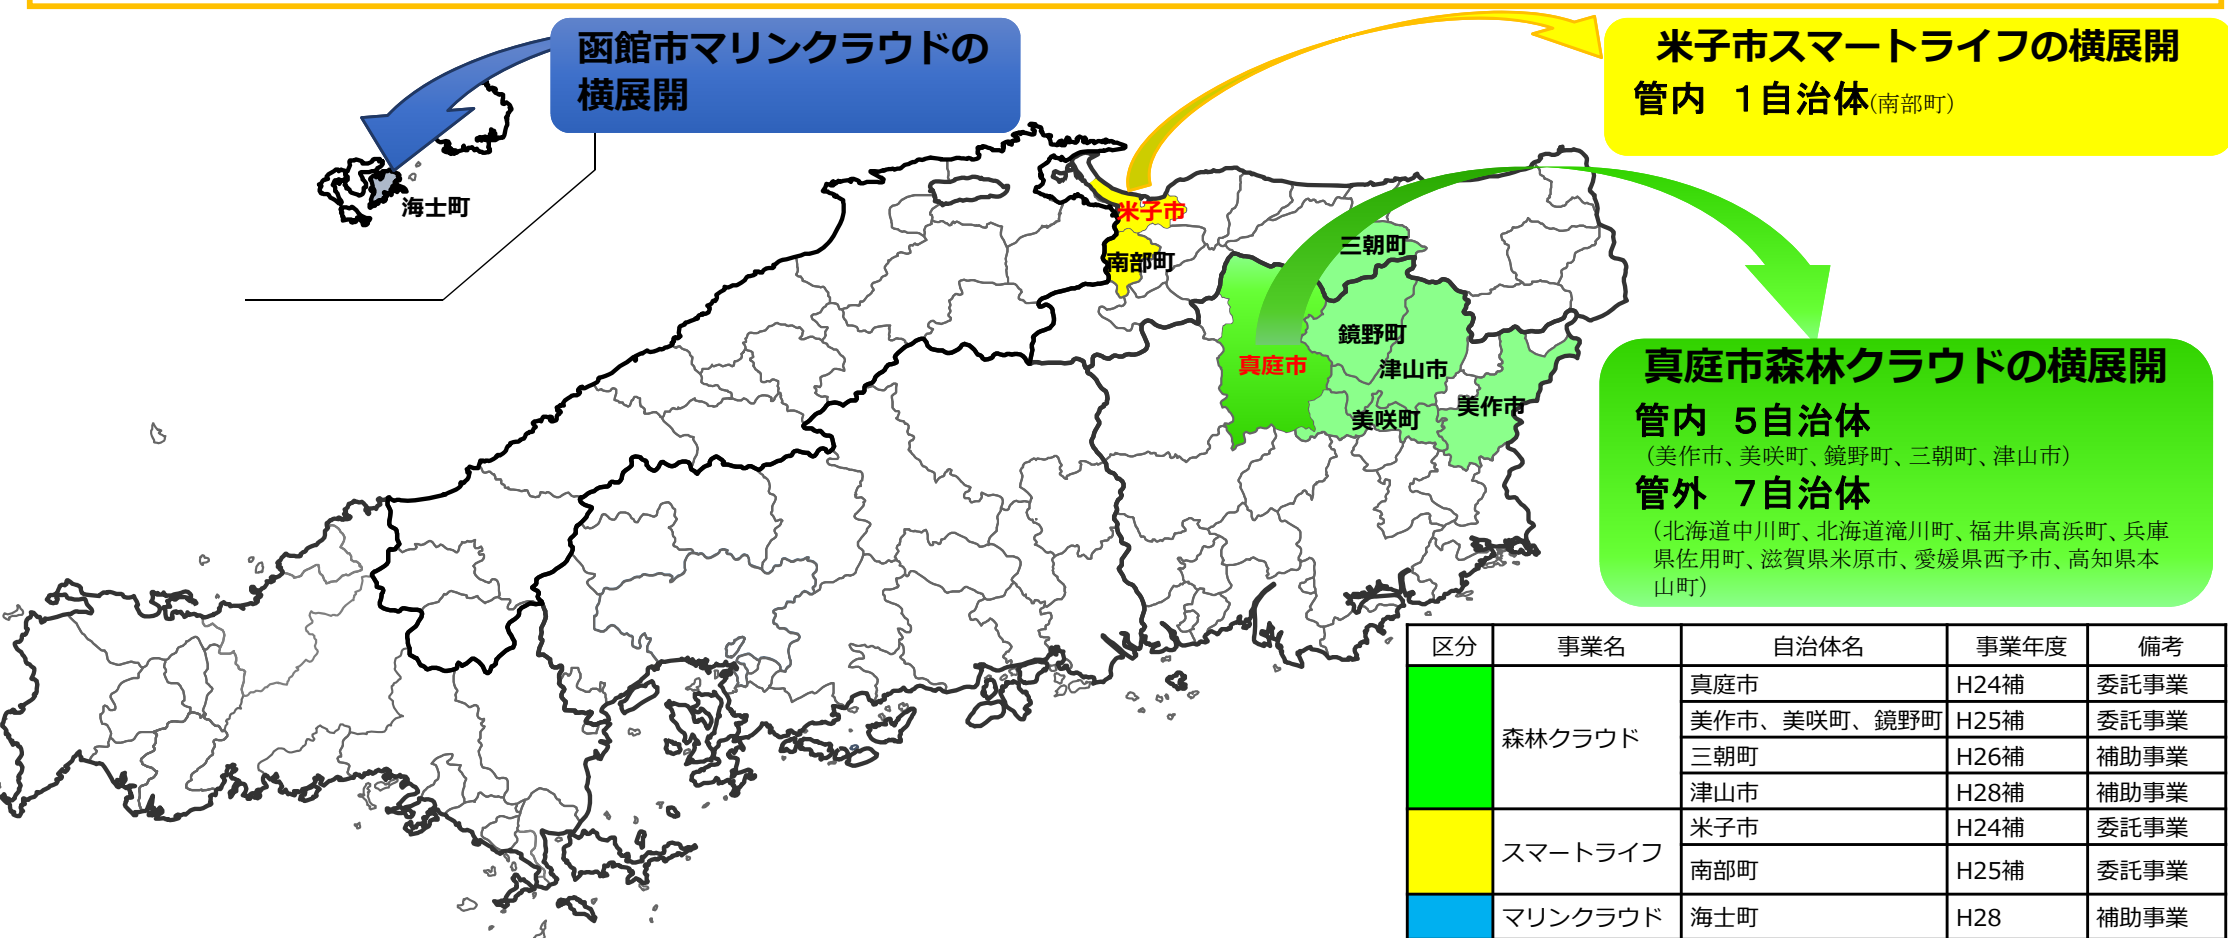 函館市マリンクラウドの
横展開
米子市スマートライフの横展開
管内 1自治体(南部町)
海士町
米子市
南部町
三朝町
鏡野町
真庭市
津山市
美咲町
美作市
真庭市森林クラウドの横展開
管内 5自治体
(美作市、美咲町、鏡野町、三朝町、津山市)
管外 7自治体
(北海道中川町、北海道滝川町、福井県高浜町、兵庫
県佐用町、滋賀県米原市、愛媛県西予市、高知県本
山町)
区分 事業名 自治体名 事業年度 備考
森林クラウド 真庭市 H24補 委託事業
美作市、美咲町、鏡野町 H25補 委託事業
三朝町 H26補 補助事業
津山市 H28補 補助事業
スマートライフ 米子市 H24補 委託事業
南部町 H25補 委託事業
マリンクラウド 海士町 H28 補助事業